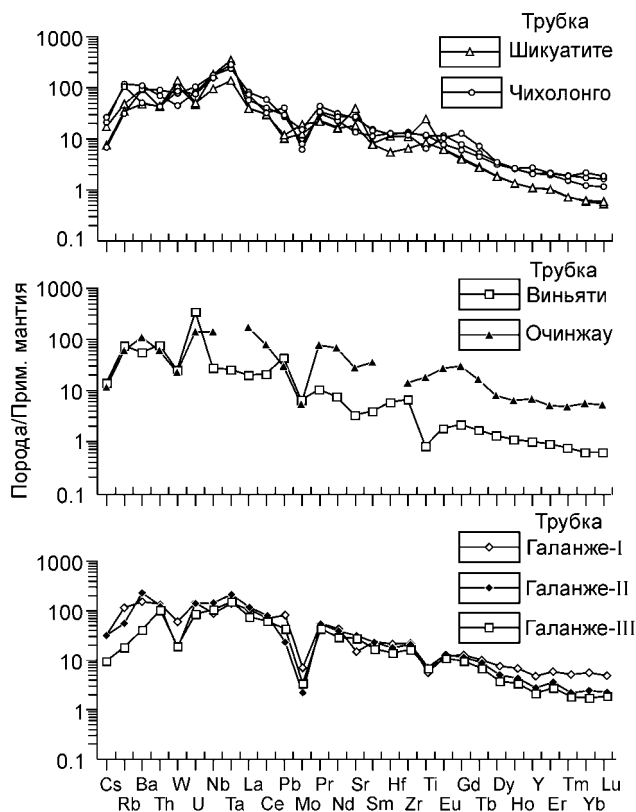 Трубка
Шикуатите
Чихолонго
1000
100
10
1
0.1
Трубка
Виньяти
Очинжау
1000
100
10
1
0.1
Порода/Прим. мантия
Трубка
Галанже-I
Галанже-II
Галанже-III
1000
100
10
1
0.1
Cs Ba W Nb La Pb Pr Sr Hf Ti Gd Dy Y Tm Lu
Rb Th U Ta Ce Mo Nd Sm Zr Eu Tb Ho Er Yb